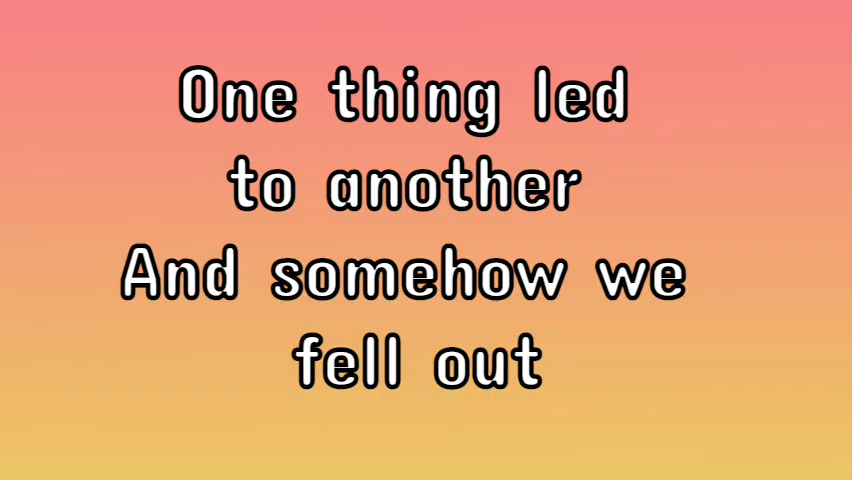 One thing led
to another
And somehow we
fell out